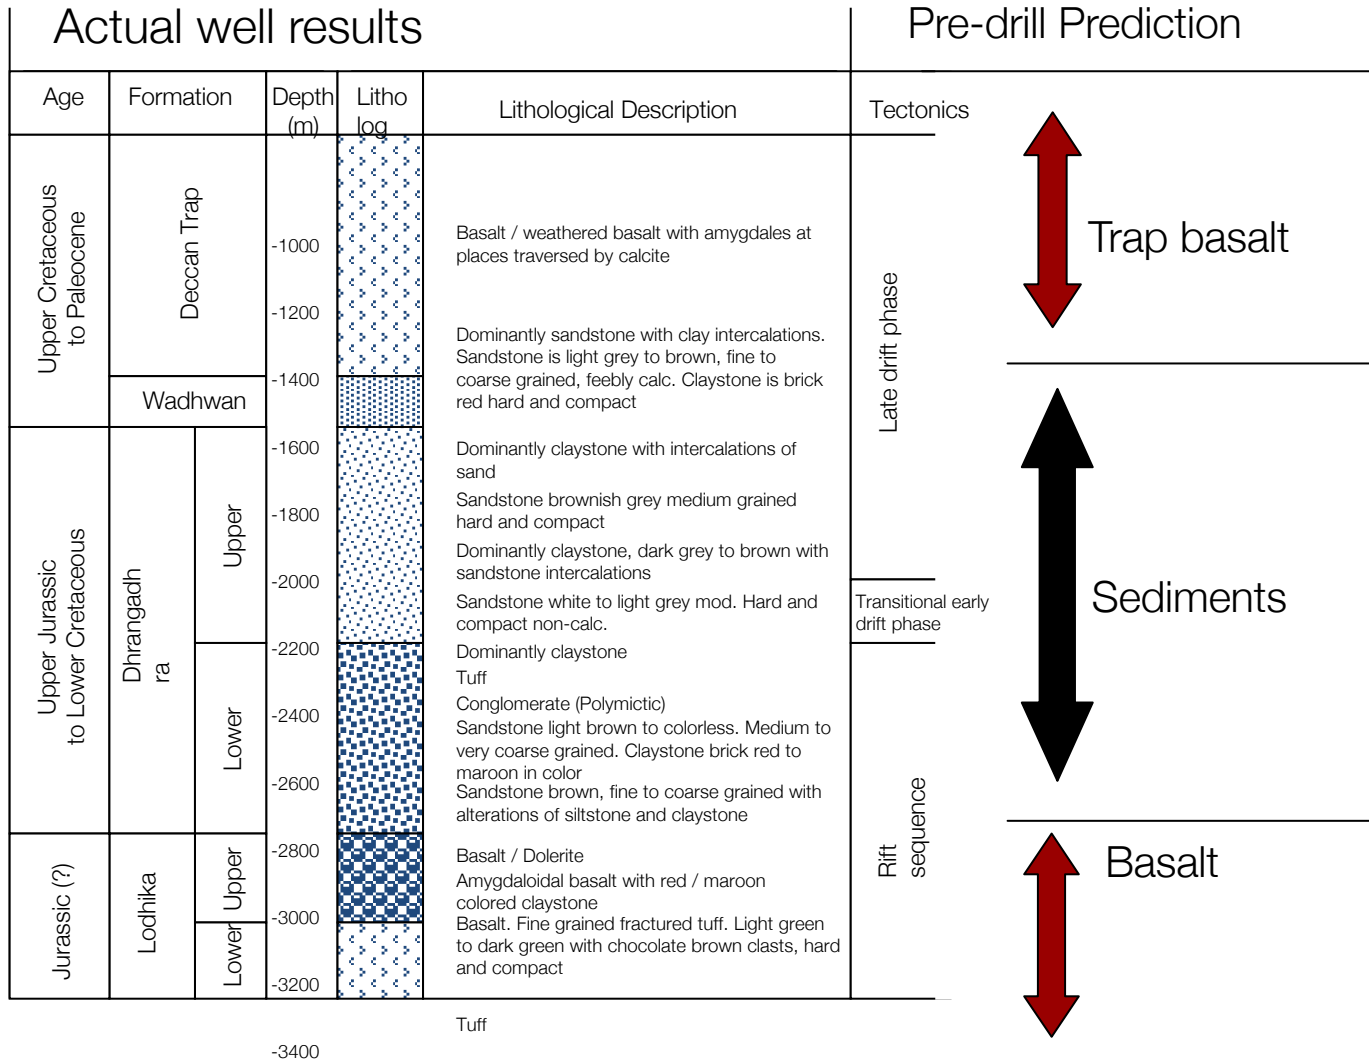 Actual well results
Pre-drill Prediction
Age
Formation
Depth
(m)
Litho
log
Lithological Description
Tectonics
Upper Cretaceous
to Paleocene
Deccan Trap
Wadhwan
Upper Jurassic
to Lower Cretaceous
Dhrangadh
ra
Upper
Lower
Jurassic (?)
Lodhika
Upper
Lower
-1000
-1200
-1400
-1600
-1800
-2000
-2200
-2400
-2600
-2800
-3000
-3200
-3400
Basalt / weathered basalt with amygdales at
places traversed by calcite
Dominantly sandstone with clay intercalations.
Sandstone is light grey to brown, fine to
coarse grained, feebly calc. Claystone is brick
red hard and compact
Dominantly claystone with intercalations of
sand
Sandstone brownish grey medium grained
hard and compact
Dominantly claystone, dark grey to brown with
sandstone intercalations
Sandstone white to light grey mod. Hard and
compact non-calc.
Dominantly claystone
Tuff
Conglomerate (Polymictic)
Sandstone light brown to colorless. Medium to
very coarse grained. Claystone brick red to
maroon in color
Sandstone brown, fine to coarse grained with
alterations of siltstone and claystone
Basalt / Dolerite
Amygdaloidal basalt with red / maroon
colored claystone
Basalt. Fine grained fractured tuff. Light green
to dark green with chocolate brown clasts, hard
and compact
Tuff
Late drift phase
Transitional early
drift phase
Rift
sequence
Trap basalt
Sediments
Basalt